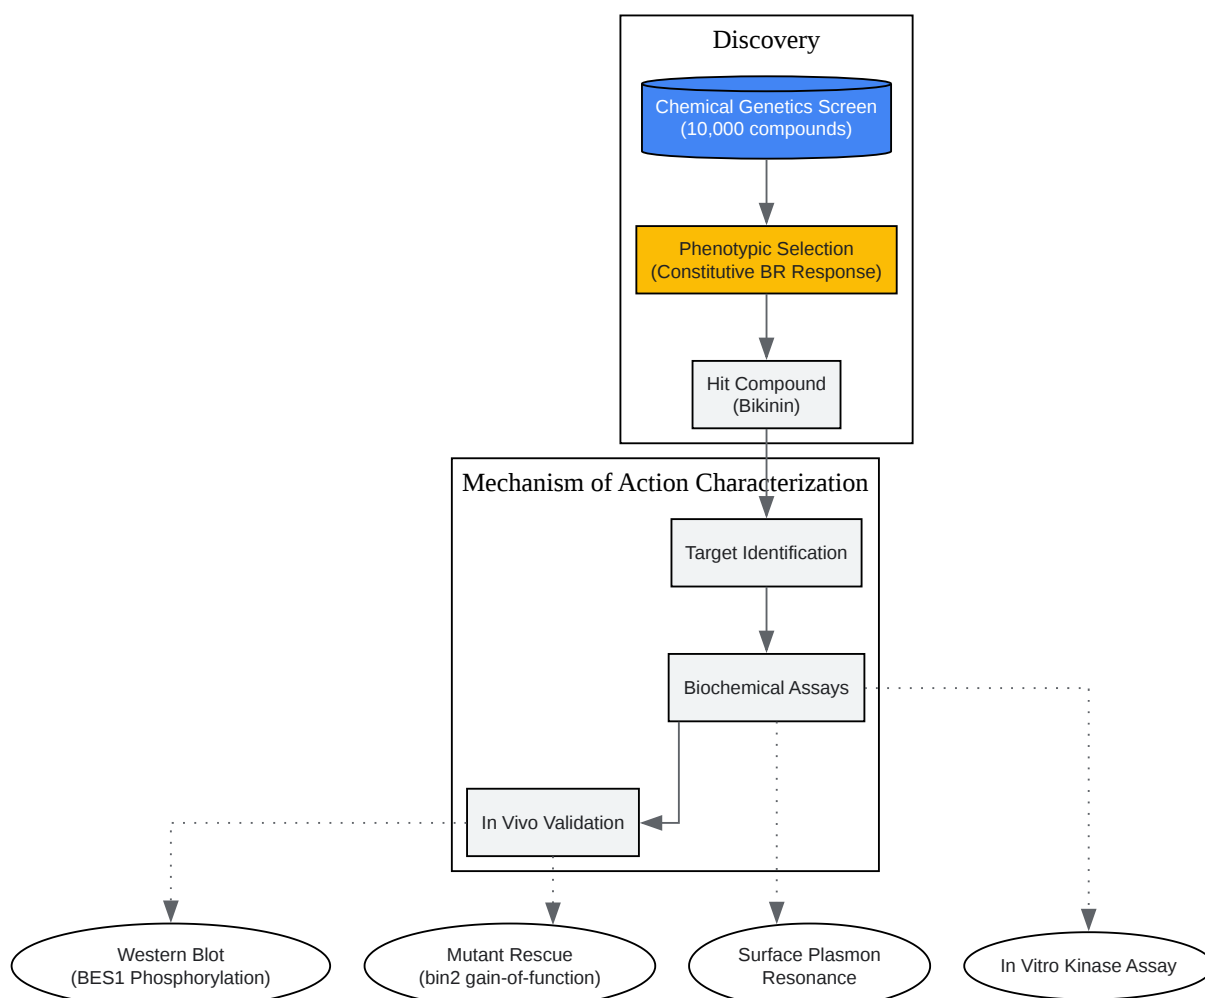 Discovery
Chemical Genetics Screen
(10,000 compounds)
Phenotypic Selection
(Constitutive BR Response)
Hit Compound
(Bikinin)
Mechanism of Action Characterization
Target Identification
Biochemical Assays
In Vivo Validation
Western Blot
(BES1 Phosphorylation)
Mutant Rescue
(bin2 gain-of-function)
Surface Plasmon
Resonance
In Vitro Kinase Assay